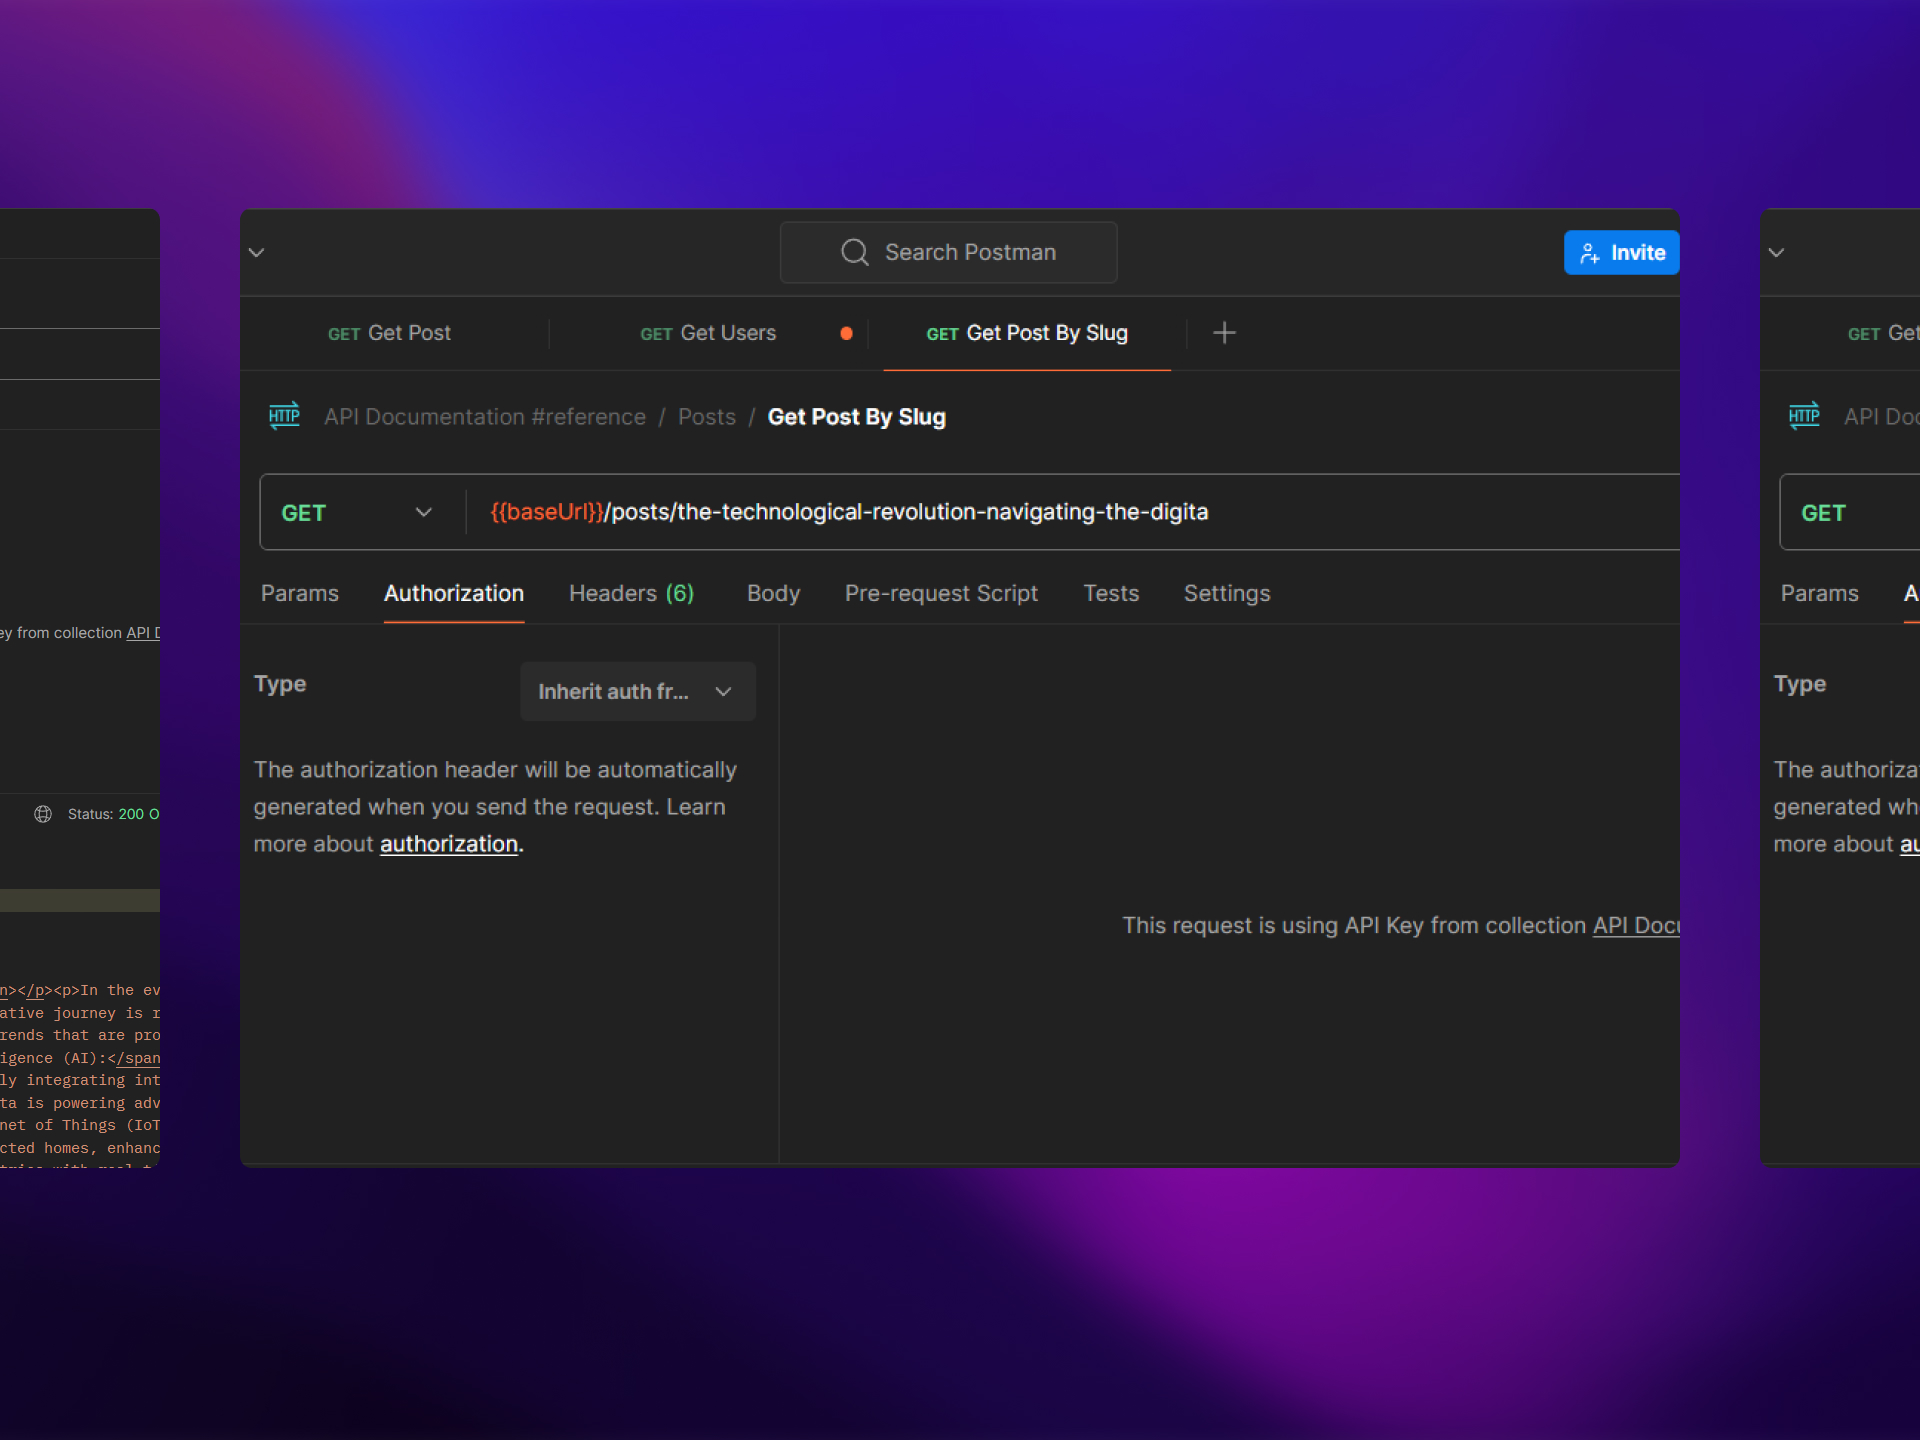 ey from collection API D
Status: 200 O
n></p><p>In the ev
ative journey is r
rends that are pro
igence (AI):</span
ly integrating int
ta is powering adv
net of Things (IoT
cted homes, enhanc
Search Postman
Invite
GET Get Post
GET Get Users
GET Get Post By Slug
HTTP API Documentation #reference / Posts / Get Post By Slug
GET {{baseUrl}}/posts/the-technological-revolution-navigating-the-digita
Params Authorization Headers (6) Body Pre-request Script Tests Settings
Type Inherit auth fr...
The authorization header will be automatically
generated when you send the request. Learn
more about authorization.
This request is using API Key from collection API Docu
GET Get
HTTP API Doc
GET
Params A
Type
The authoriza
generated wh
more about au